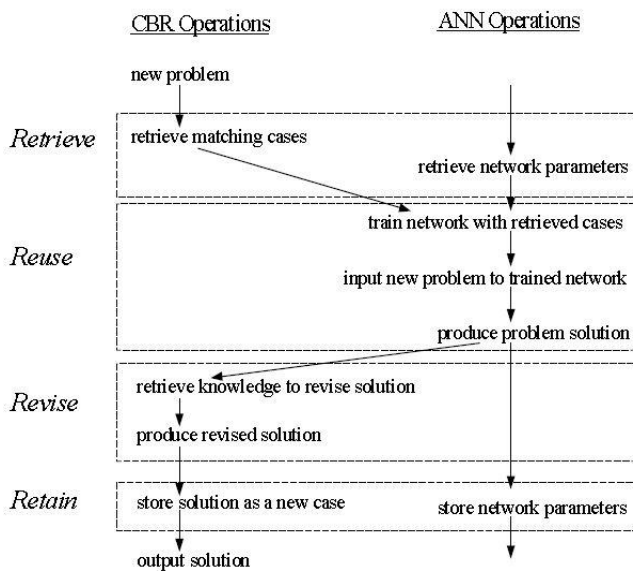 CBR Operations
ANN Operations
new problem
Retrieve
retrieve matching cases
retrieve network parameters
train network with retrieved cases
Reuse
input new problem to trained network
produce problem solution
retrieve knowledge to revise solution
Revise
produce revised solution
Retain
store solution as a new case
store network parameters
output solution